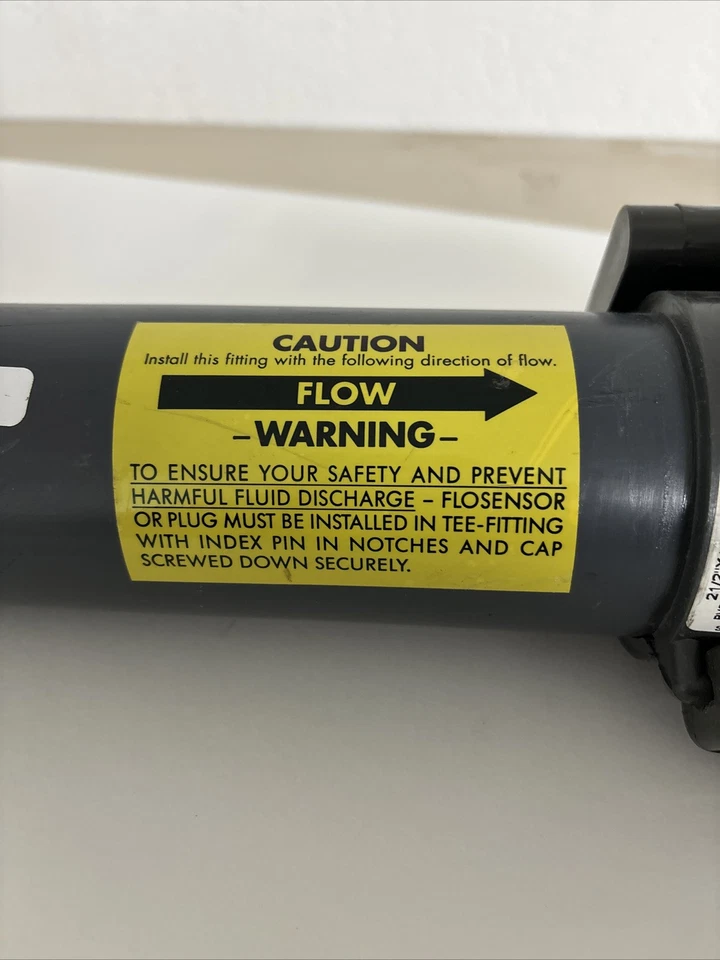 CAUTION
Install this fitting with the following direction of flow.
FLOW
–WARNING–
TO ENSURE YOUR SAFETY AND PREVENT
HARMFUL FLUID DISCHARGE – FLOSENSOR
OR PLUG MUST BE INSTALLED IN TEE-FITTING
WITH INDEX PIN IN NOTCHES AND CAP
SCREWED DOWN SECURELY.
21/2"